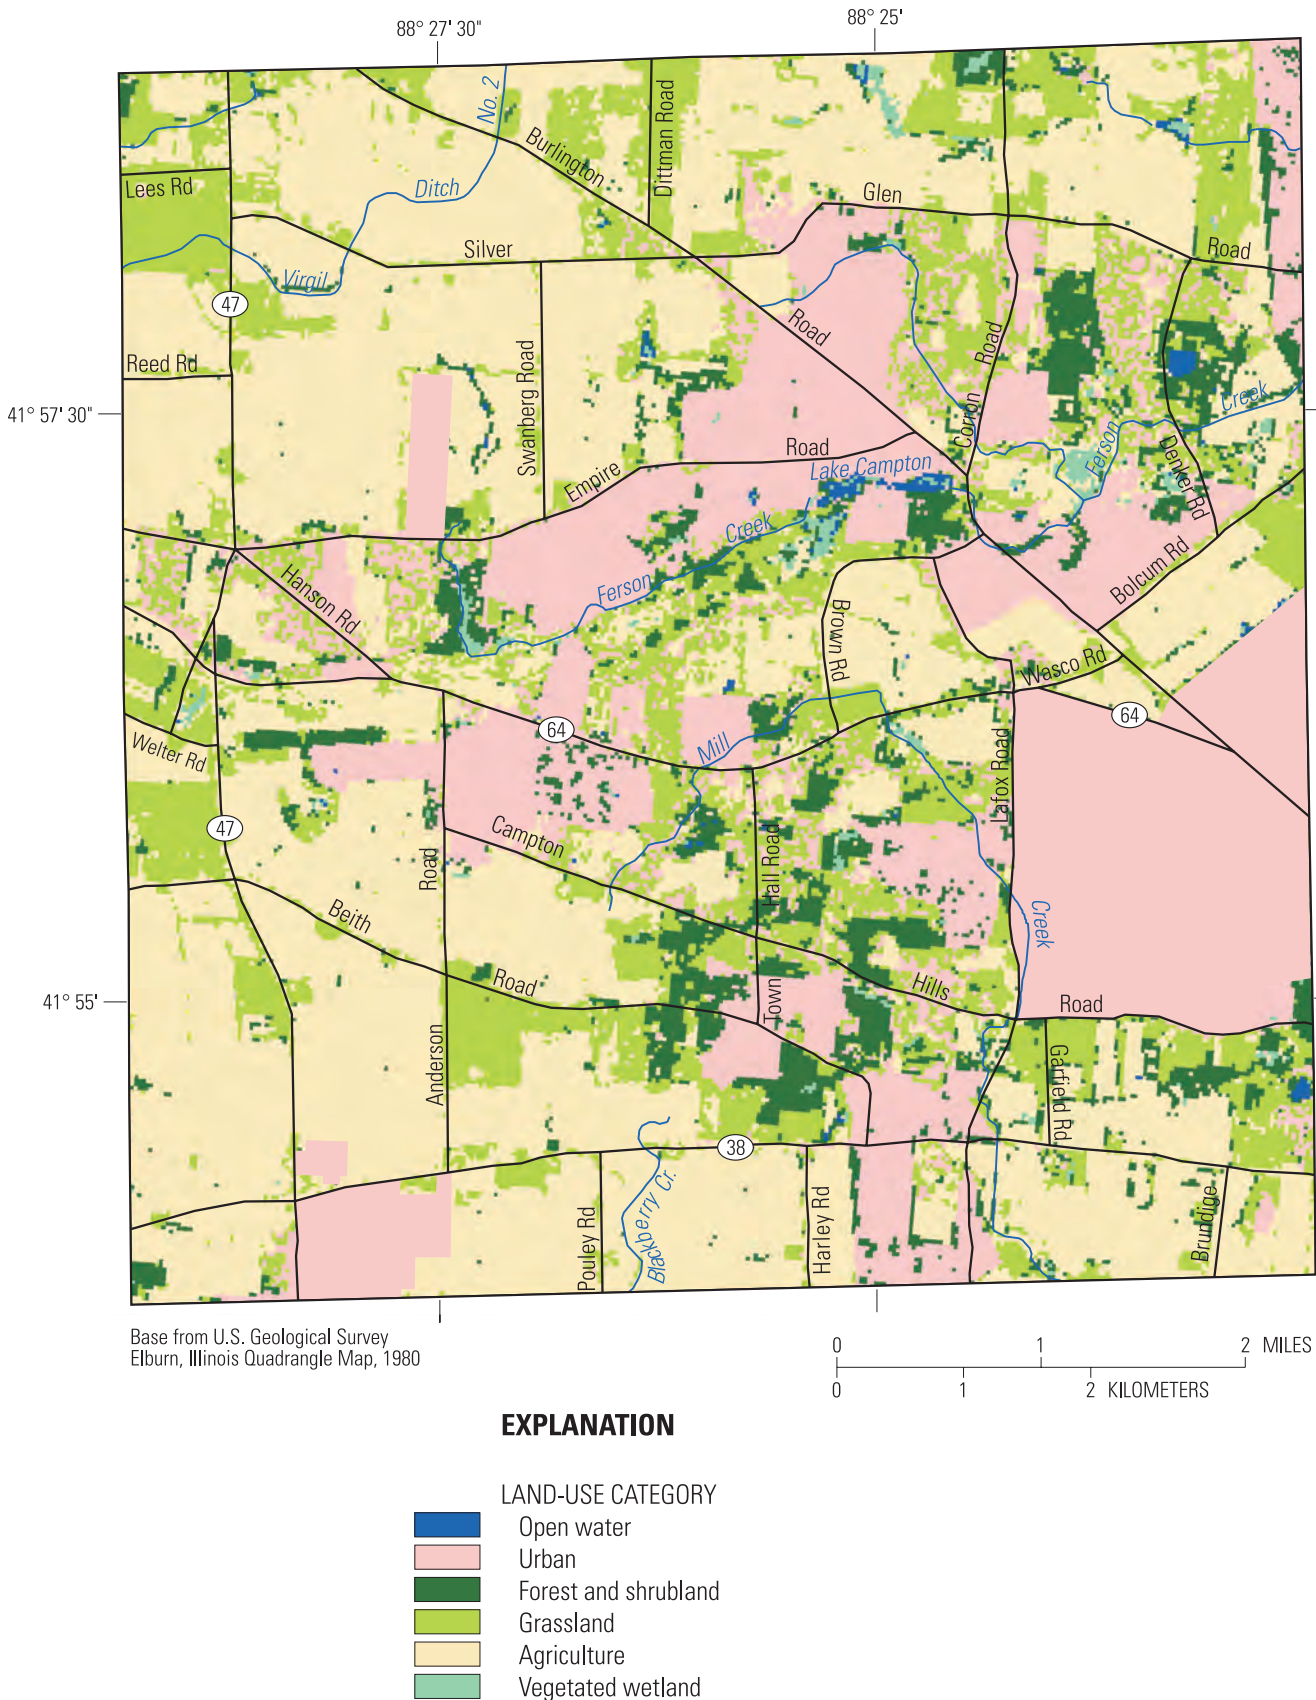 88° 27' 30"
88° 25'
No. 2
Ditch
Virgil
Burlington
Road
Dittman Road
Lees Rd
Glen
Silver
Road
47
Reed Rd
41° 57' 30"
Swanberg Road
Corron
Road
Creek
Ferson
Denker Rd
Empire
Road
Lake Campton
Creek
Ferson
Hanson Rd
Brown Rd
Bolcum Rd
Wasco Rd
64
64
Welter Rd
Mill
Creek
Lafox Road
47
Campton
Hills
Road
Hall Road
Town
Beith
Road
Road
Anderson
41° 55'
Garfield Rd
38
Blackberry Cr.
Pouley Rd
Harley Rd
Brundige
Base from U.S. Geological Survey
Elburn, Illinois Quadrangle Map, 1980
0 1 2 MILES
0 1 2 KILOMETERS
EXPLANATION
LAND-USE CATEGORY
Open water
Urban
Forest and shrubland
Grassland
Agriculture
Vegetated wetland